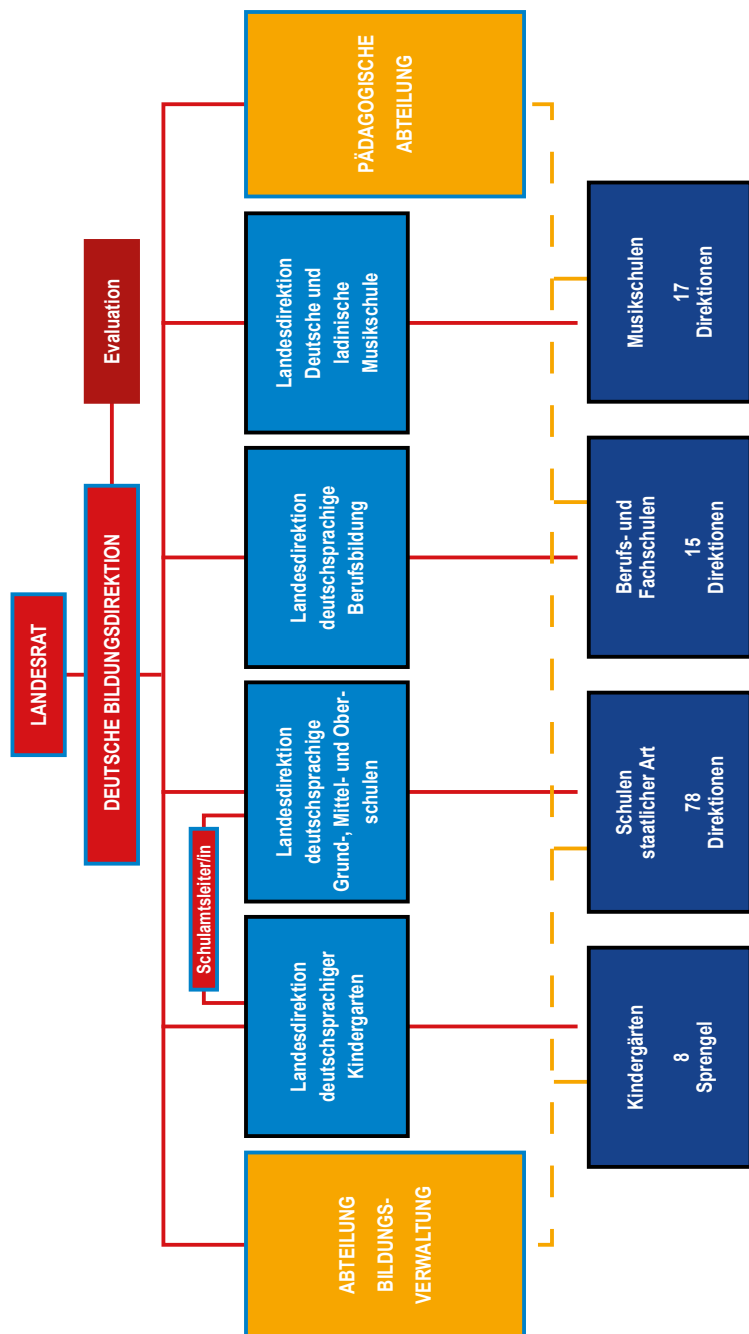 LANDESRAT
DEUTSCHE BILDUNGSDIREKTION
Evaluation
Schulamtsleiter/in
ABTEILUNG
BILDUNGS-
VERWALTUNG
Landesdirektion
deutschsprachiger
Kindergarten
Landesdirektion
deutschsprachige
Grund-, Mittel- und Ober-
schulen
Landesdirektion
deutschsprachige
Berufsbildung
Landesdirektion
Deutsche und
ladinische
Musikschule
PÄDAGOGISCHE
ABTEILUNG
Kindergärten
8
Sprengel
Schulen
staatlicher Art
78
Direktionen
Berufs- und
Fachschulen
15
Direktionen
Musikschulen
17
Direktionen